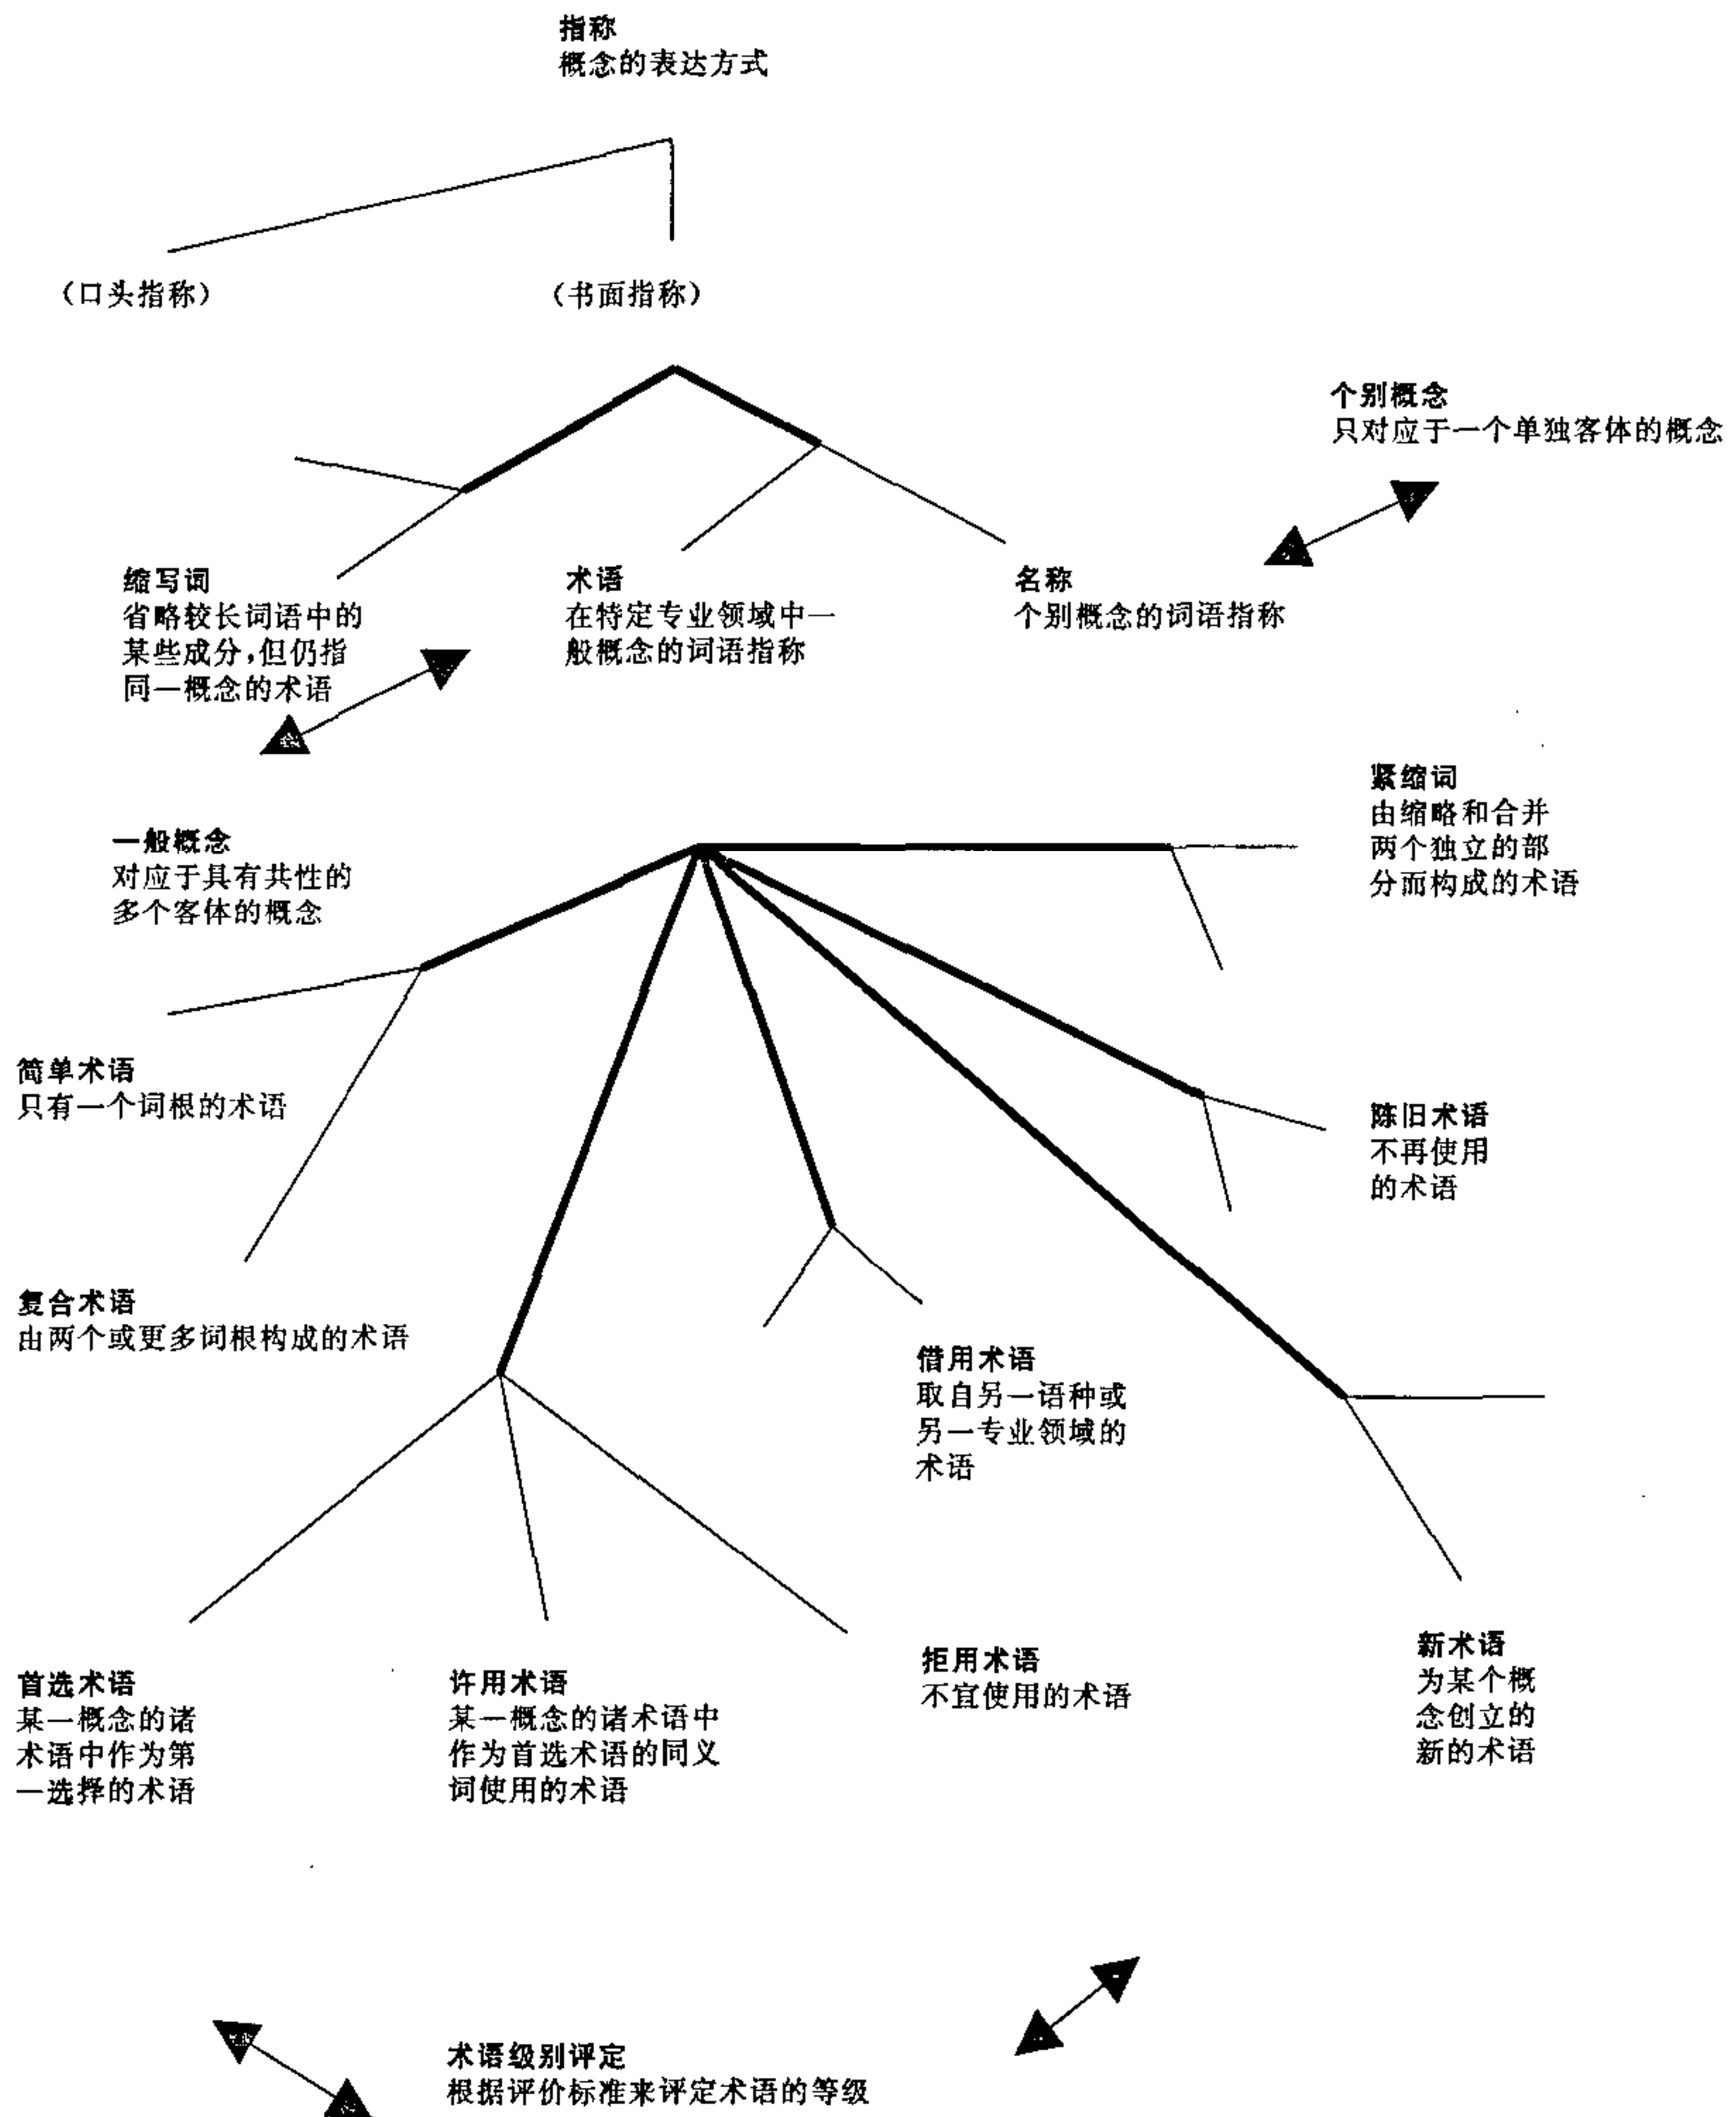 指称
概念的表达方式
（口头指称）
（书面指称）
个别概念
只对应于一个单独客体的概念
缩写词
省略较长词语中的
某些成分,但仍指
同一概念的术语
术语
在特定专业领域中一
般概念的词语指称
名称
个别概念的词语指称
紧缩词
由缩略和合并
两个独立的部
分而构成的术语
一般概念
对应于具有共性的
多个客体的概念
简单术语
只有一个词根的术语
陈旧术语
不再使用
的术语
复合术语
由两个或更多词根构成的术语
借用术语
取自另一语种或
另一专业领域的
术语
首选术语
某一概念的诸
术语中作为第
一选择的术语
许用术语
某一概念的诸术语中
作为首选术语的同义
词使用的术语
拒用术语
不宜使用的术语
新术语
为某个概
念创立的
新的术语
术语级别评定
根据评价标准来评定术语的等级